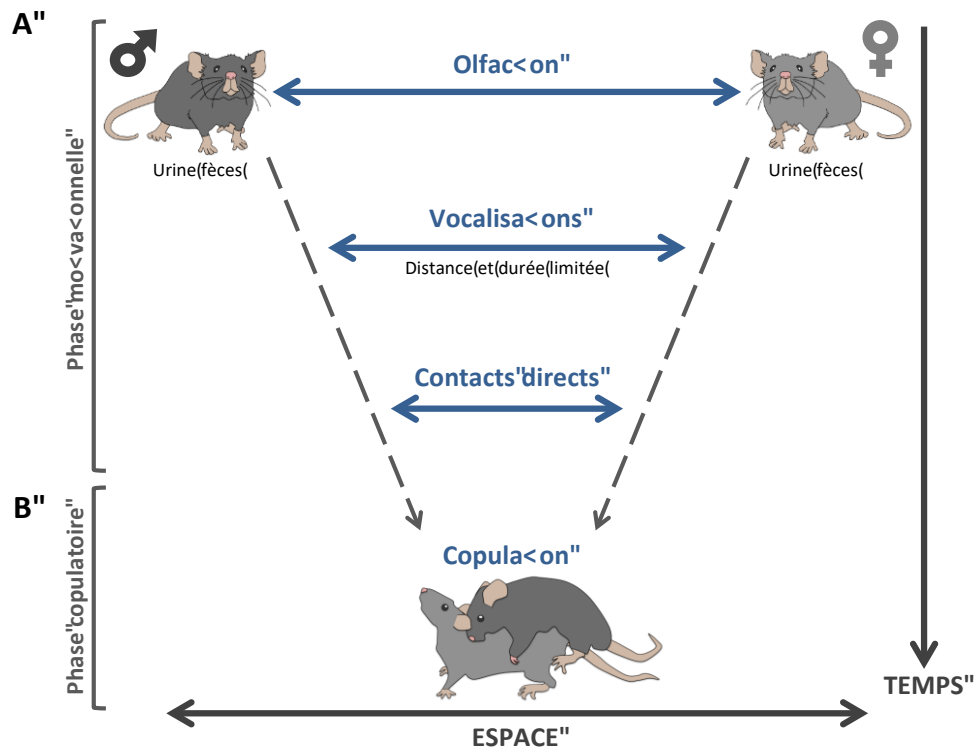 A"
Olfac<on"
Urine(fèces(
Urine(fèces(
Phase"mo<va<onnelle"
Vocalisa<ons"
Distance(et(durée(limitée(
Contacts"directs"
B"
Phase"copulatoire"
Copula<on"
TEMPS"
ESPACE"